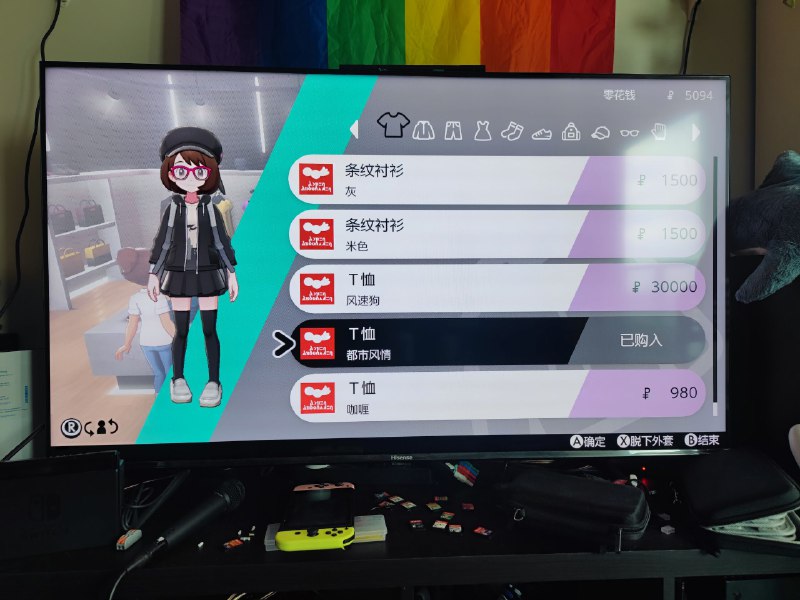 零花钱 ₽ 5094
条纹衬衫
灰
₽ 1500
条纹衬衫
米色
₽ 1500
T恤
风速狗
₽ 30000
T恤
都市风情
已购入
T恤
咖喱
₽ 980
R
A确定 X脱下外套 B结束
Hisense